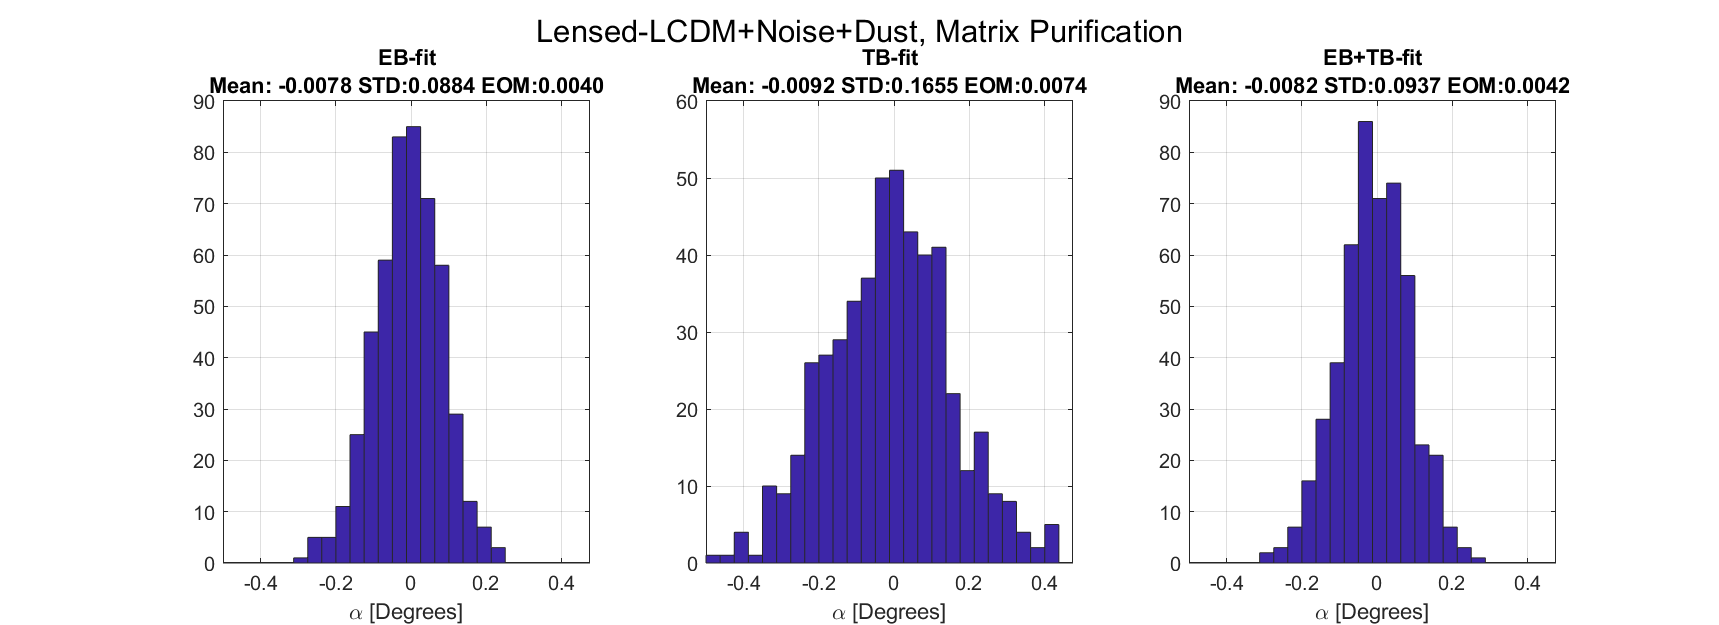 Lensed-LCDM+Noise+Dust, Matrix Purification
EB-fit
Mean: -0.0078 STD:0.0884 EOM:0.0040
90
80
70
60
50
40
30
20
10
0
-0.4 -0.2 0 0.2 0.4
α [Degrees]
TB-fit
Mean: -0.0092 STD:0.1655 EOM:0.0074
60
50
40
30
20
10
0
-0.4 -0.2 0 0.2 0.4
α [Degrees]
EB+TB-fit
Mean: -0.0082 STD:0.0937 EOM:0.0042
90
80
70
60
50
40
30
20
10
0
-0.4 -0.2 0 0.2 0.4
α [Degrees]